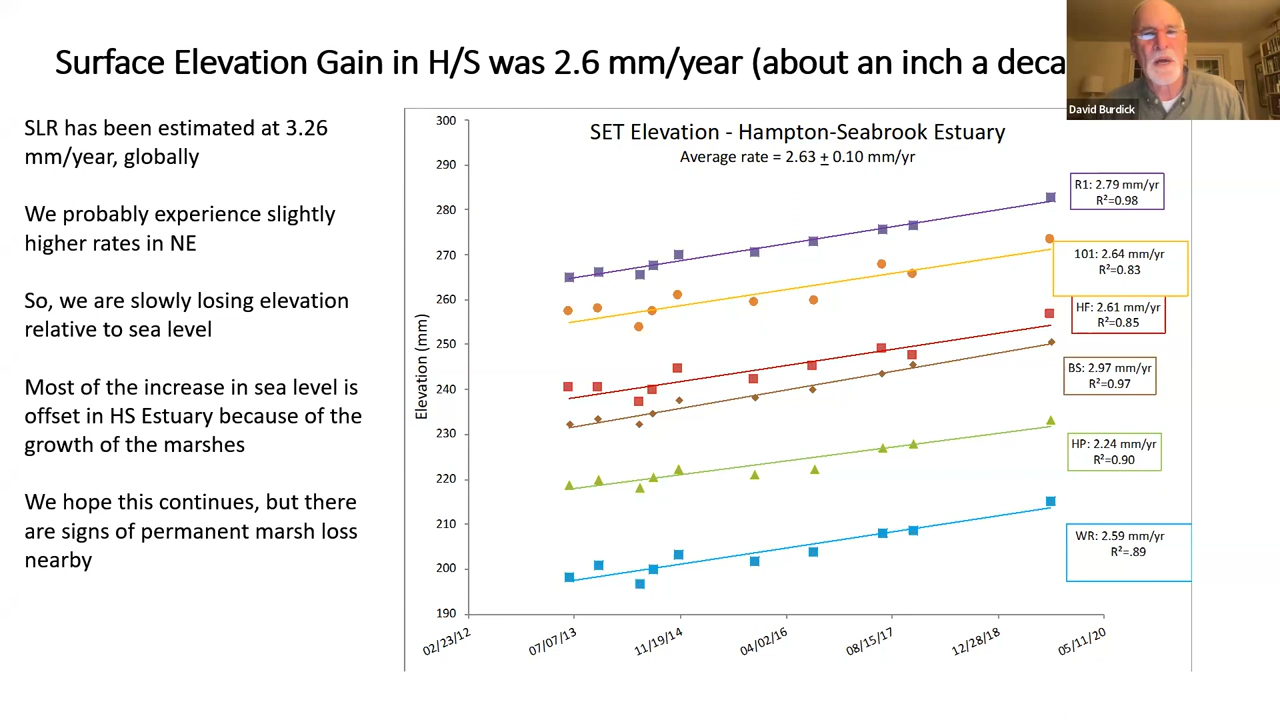 Surface Elevation Gain in H/S was 2.6 mm/year (about an inch a deca
David Burdick
SLR has been estimated at 3.26
mm/year, globally
We probably experience slightly
higher rates in NE
So, we are slowly losing elevation
relative to sea level
Most of the increase in sea level is
offset in HS Estuary because of the
growth of the marshes
We hope this continues, but there
are signs of permanent marsh loss
nearby
SET Elevation - Hampton-Seabrook Estuary
Average rate = 2.63 ± 0.10 mm/yr
Elevation (mm)
300
290
280
270
260
250
240
230
220
210
200
190
02/23/12
07/07/13
11/19/14
04/02/16
08/15/17
12/28/18
05/11/20
R1: 2.79 mm/yr
R²=0.98
101: 2.64 mm/yr
R²=0.83
HF: 2.61 mm/yr
R²=0.85
BS: 2.97 mm/yr
R²=0.97
HP: 2.24 mm/yr
R²=0.90
WR: 2.59 mm/yr
R²=.89